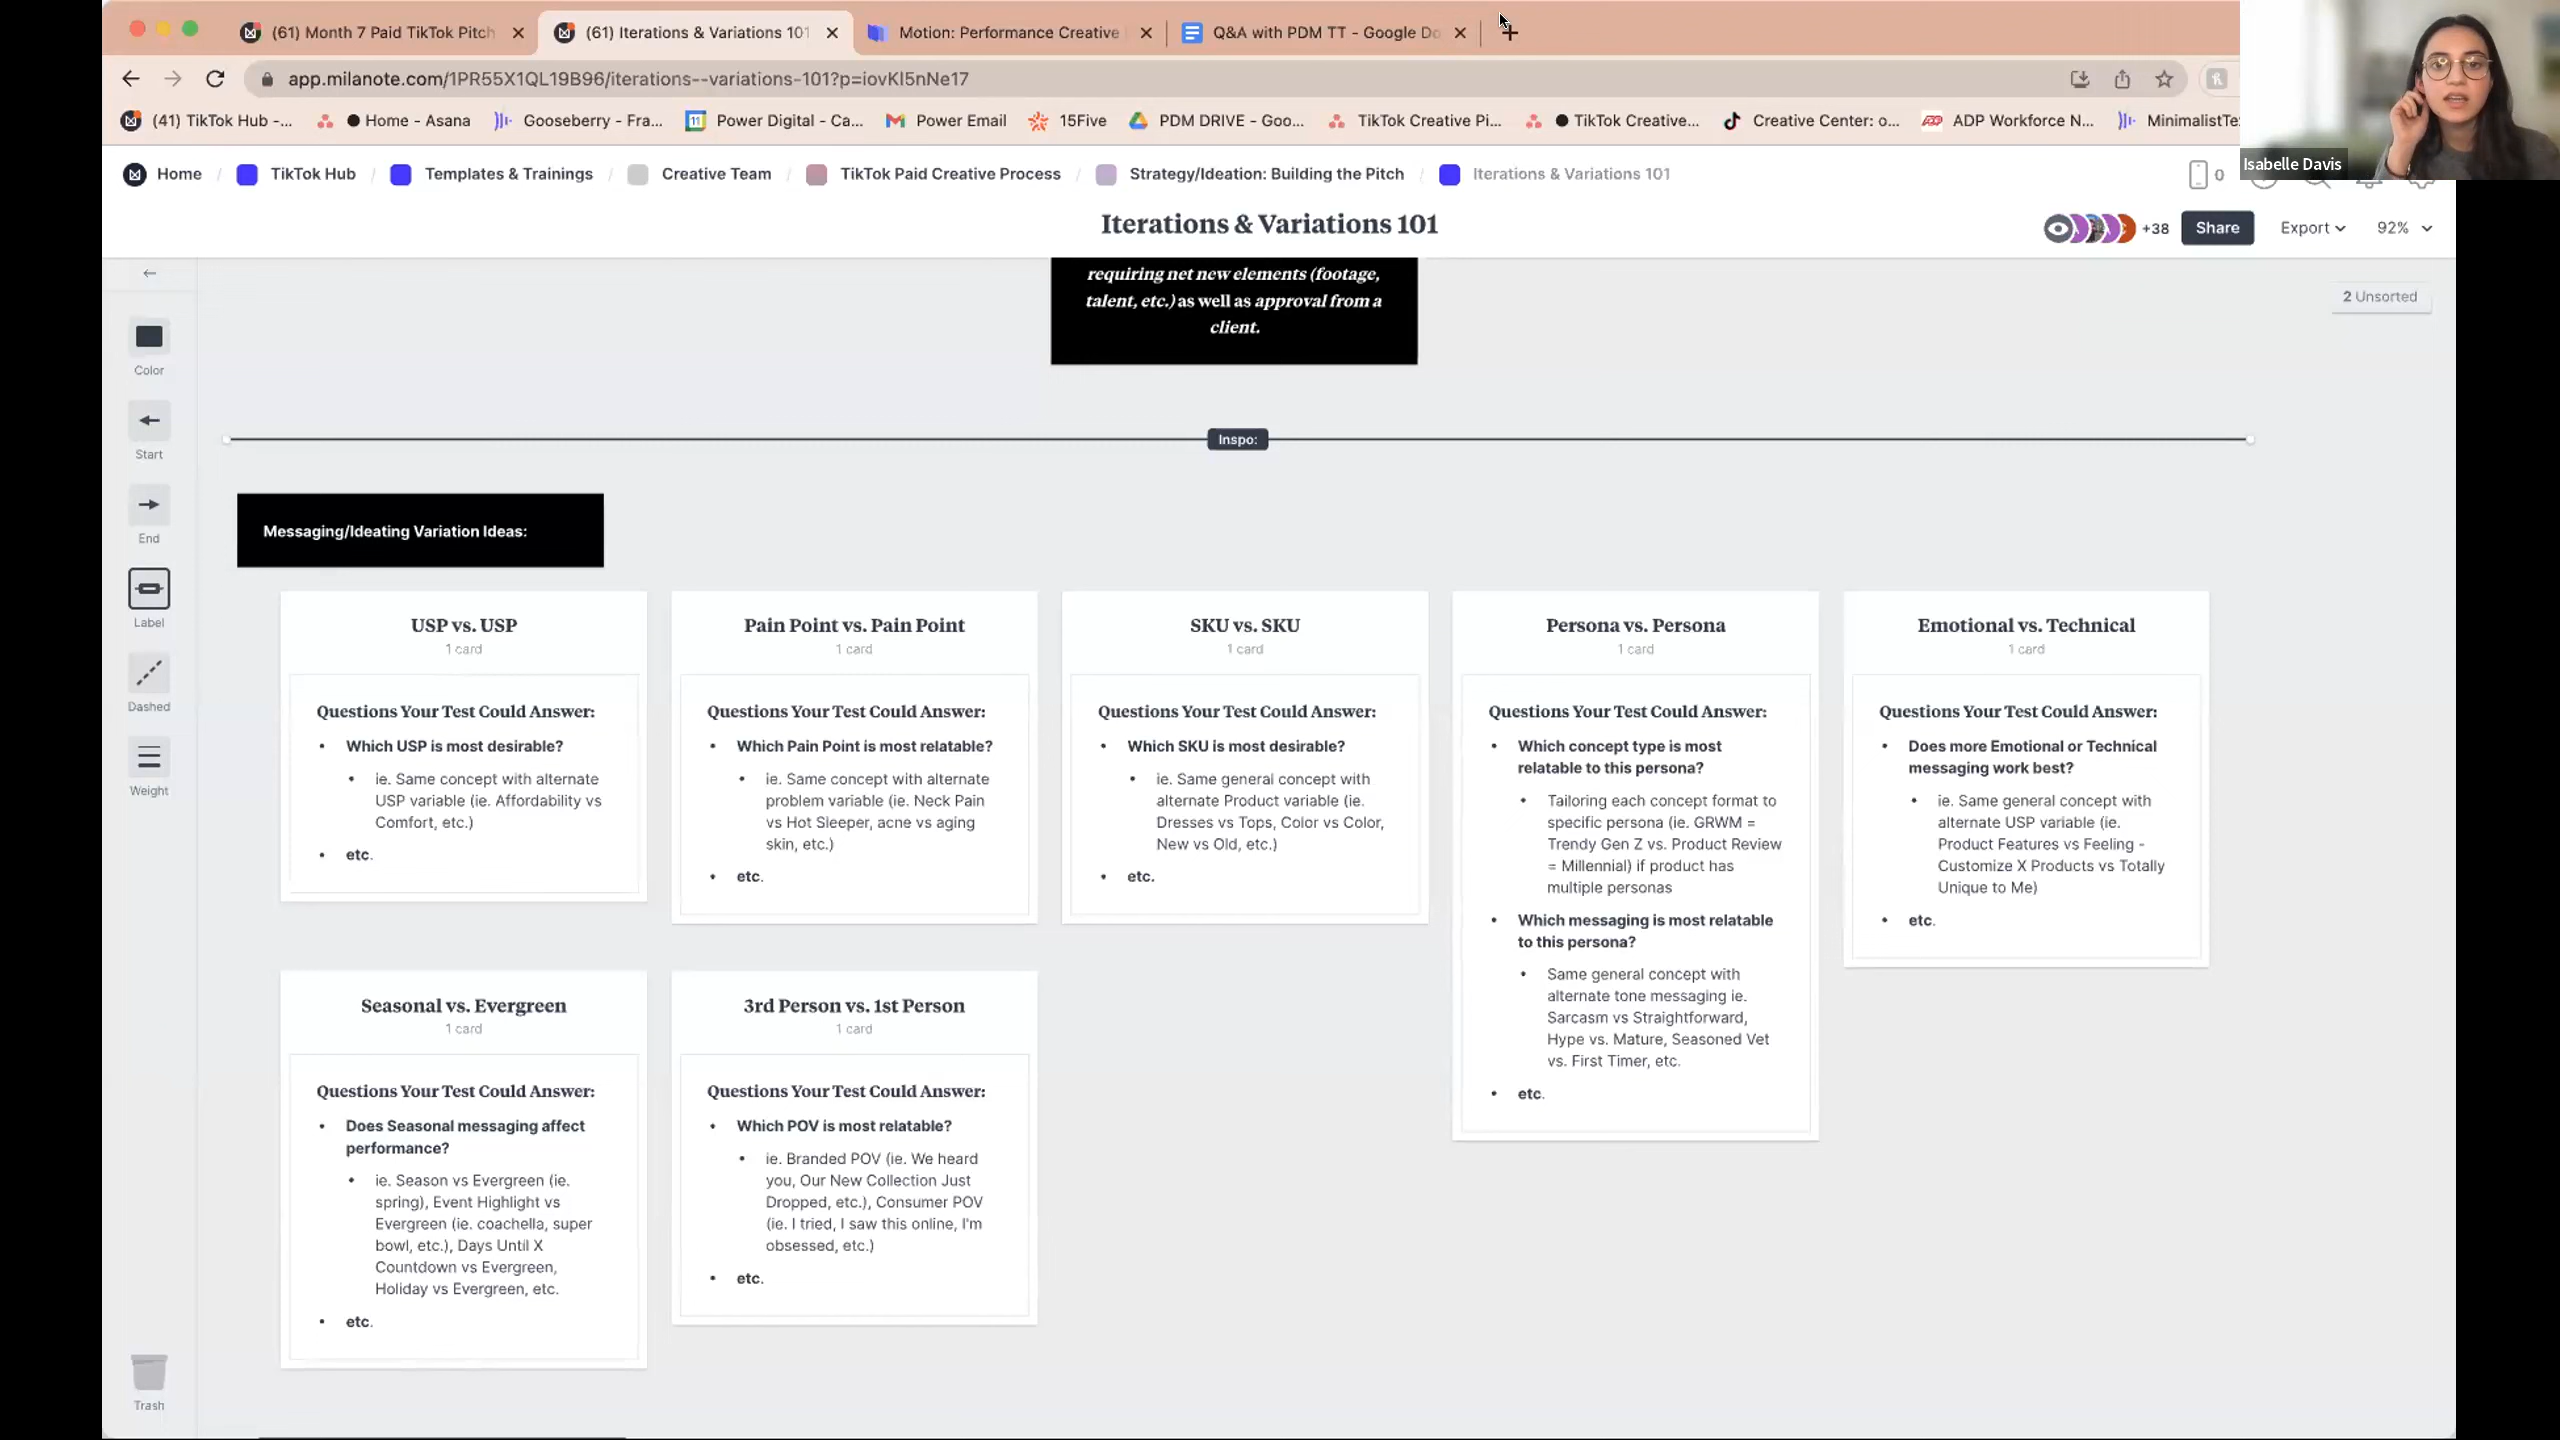 (61) Month 7 Paid TikTok Pitch
(61) Iterations & Variations 101
Motion: Performance Creative
Q&A with PDM TT - Google Do
app.milanote.com/1PR55X1QL19B96/iterations--variations-101?p=iovKl5nNe17
(41) TikTok Hub -...
Home - Asana
Gooseberry - Fra...
Power Digital - Ca...
Power Email
15Five
PDM DRIVE - Goo...
TikTok Creative Pi...
TikTok Creative...
Creative Center: o...
ADP Workforce N...
MinimalistTe
Isabelle Davis
Home / TikTok Hub / Templates & Trainings / Creative Team / TikTok Paid Creative Process / Strategy/Ideation: Building the Pitch / Iterations & Variations 101
0
Iterations & Variations 101
+38
Share
Export
92%
2 Unsorted
Color
Start
End
Label
Dashed
Weight
Trash
requiring net new elements (footage,
talent, etc.) as well as approval from a
client.
Inspo:
Messaging/Ideating Variation Ideas:
USP vs. USP
1 card
Questions Your Test Could Answer:
• Which USP is most desirable?
• ie. Same concept with alternate
USP variable (ie. Affordability vs
Comfort, etc.)
• etc.
Pain Point vs. Pain Point
1 card
Questions Your Test Could Answer:
• Which Pain Point is most relatable?
• ie. Same concept with alternate
problem variable (ie. Neck Pain
vs Hot Sleeper, acne vs aging
skin, etc.)
• etc.
SKU vs. SKU
1 card
Questions Your Test Could Answer:
• Which SKU is most desirable?
• ie. Same general concept with
alternate Product variable (ie.
Dresses vs Tops, Color vs Color,
New vs Old, etc.)
• etc.
Persona vs. Persona
1 card
Questions Your Test Could Answer:
• Which concept type is most
relatable to this persona?
• Tailoring each concept format to
specific persona (ie. GRWM =
Trendy Gen Z vs. Product Review
= Millennial) if product has
multiple personas
• Which messaging is most relatable
to this persona?
• Same general concept with
alternate tone messaging ie.
Sarcasm vs Straightforward,
Hype vs. Mature, Seasoned Vet
vs. First Timer, etc.
• etc.
Emotional vs. Technical
1 card
Questions Your Test Could Answer:
• Does more Emotional or Technical
messaging work best?
• ie. Same general concept with
alternate USP variable (ie.
Product Features vs Feeling -
Customize X Products vs Totally
Unique to Me)
• etc.
Seasonal vs. Evergreen
1 card
Questions Your Test Could Answer:
• Does Seasonal messaging affect
performance?
• ie. Season vs Evergreen (ie.
spring), Event Highlight vs
Evergreen (ie. coachella, super
bowl, etc.), Days Until X
Countdown vs Evergreen,
Holiday vs Evergreen, etc.
• etc.
3rd Person vs. 1st Person
1 card
Questions Your Test Could Answer:
• Which POV is most relatable?
• ie. Branded POV (ie. We heard
you, Our New Collection Just
Dropped, etc.), Consumer POV
(ie. I tried, I saw this online, I'm
obsessed, etc.)
• etc.